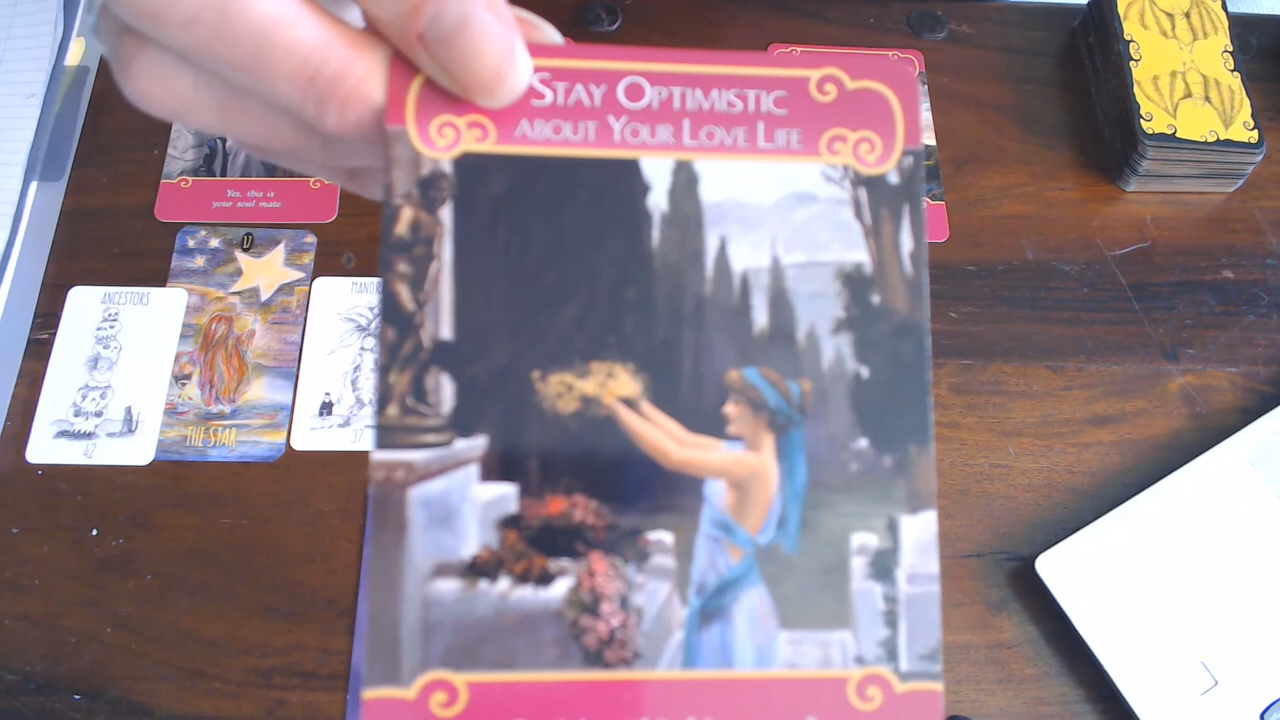 STAY OPTIMISTIC
ABOUT YOUR LOVE LIFE
Yes, this is
your soul mate.
17
ANCESTORS
THE STAR
42
37